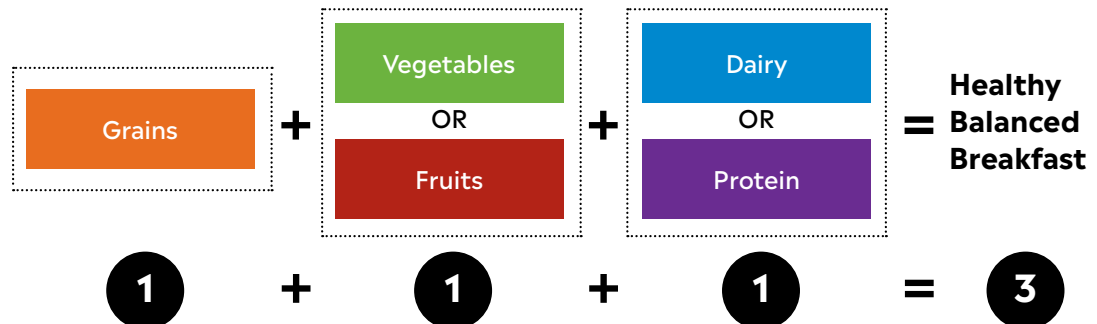 Grains
+
Vegetables
OR
Fruits
+
Dairy
OR
Protein
=
Healthy
Balanced
Breakfast
1 + 1 + 1 = 3